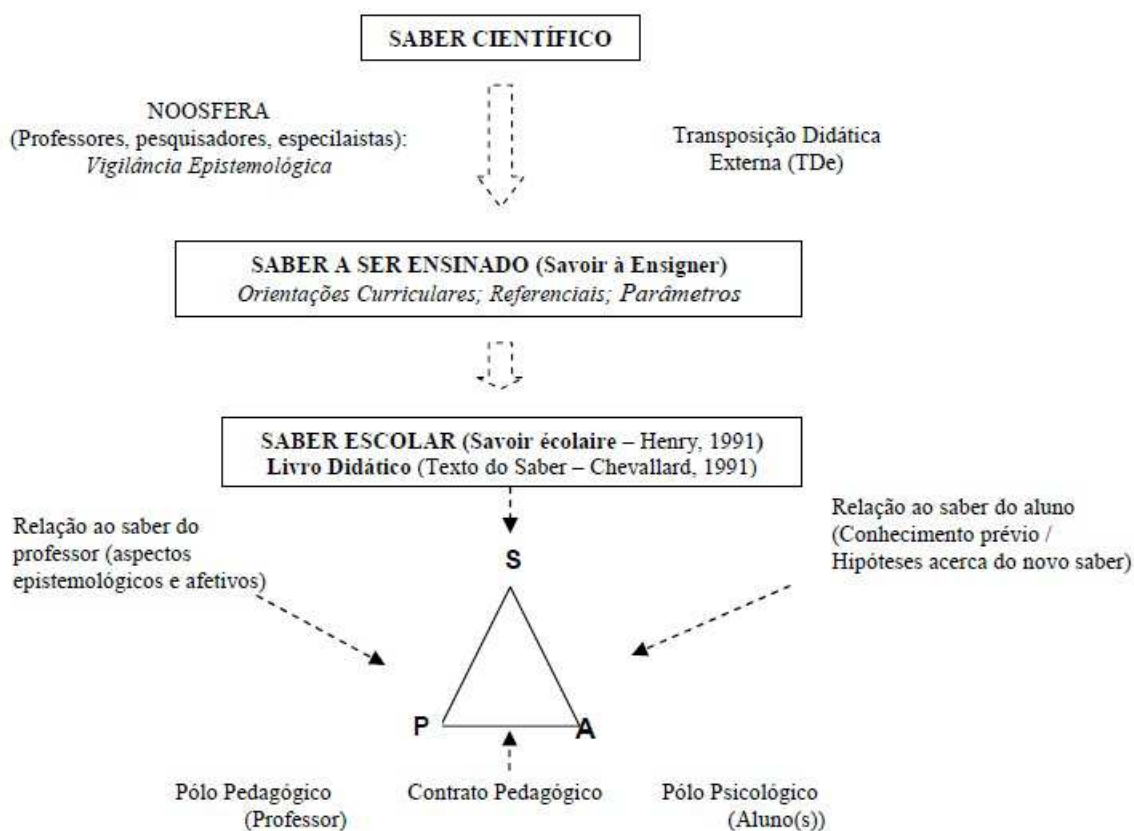 SABER CIENTÍFICO
NOOSFERA
(Professores, pesquisadores, especilaistas):
Vigilância Epistemológica
Transposição Didática
Externa (TDe)
SABER A SER ENSINADO (Savoir à Ensigner)
Orientações Curriculares; Referenciais; Parâmetros
SABER ESCOLAR (Savoir écolaire – Henry, 1991)
Livro Didático (Texto do Saber – Chevallard, 1991)
Relação ao saber do
professor (aspectos
epistemológicos e afetivos)
Relação ao saber do aluno
(Conhecimento prévio /
Hipóteses acerca do novo saber)
S
P
A
Pólo Pedagógico
(Professor)
Contrato Pedagógico
Pólo Psicológico
(Aluno(s))